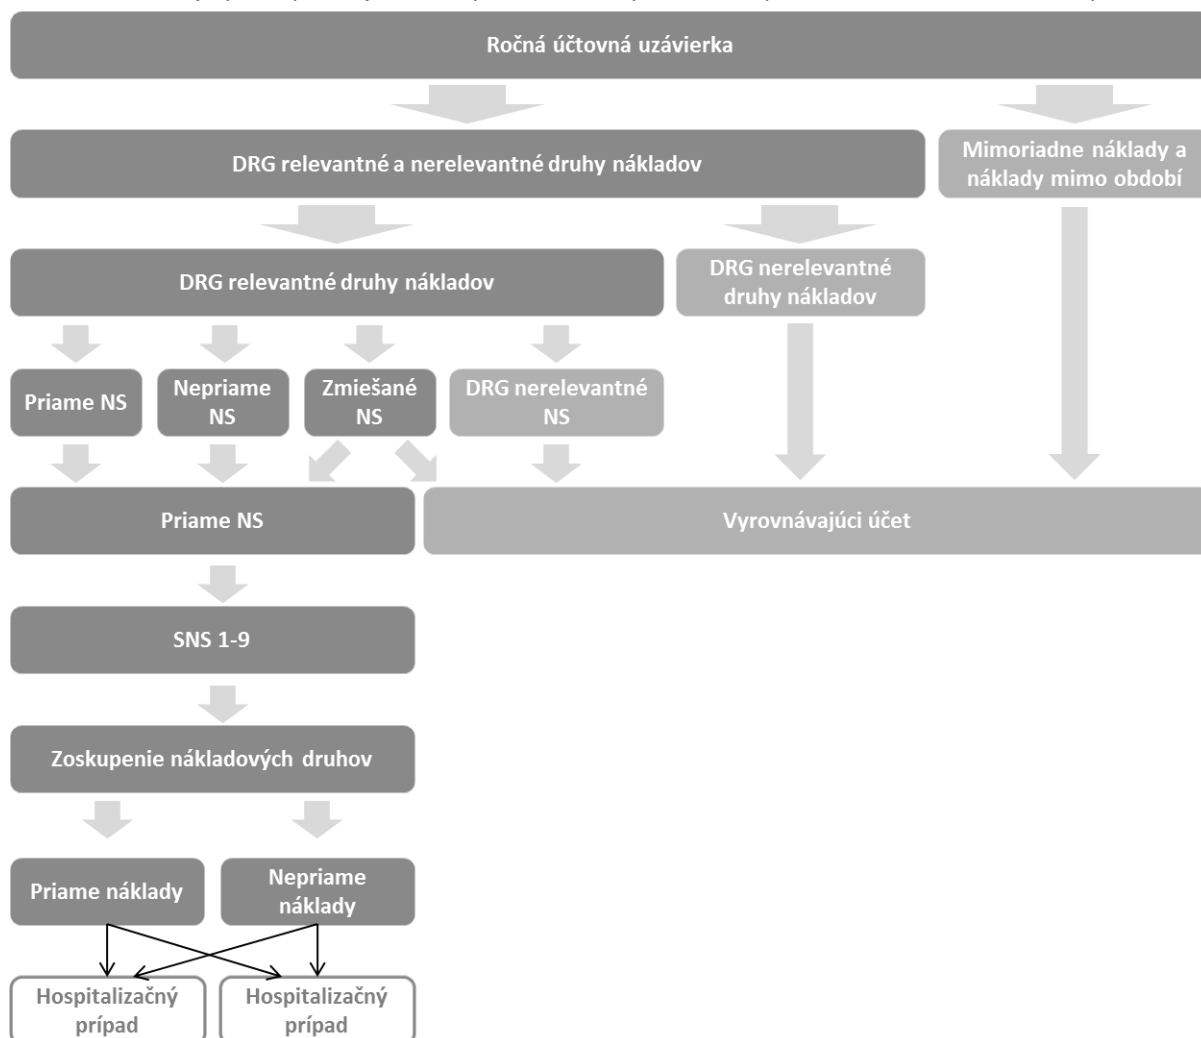 Ročná účtovná uzávierka
DRG relevantné a nerelevantné druhy nákladov
Mimoriadne náklady a
náklady mimo období
DRG relevantné druhy nákladov
DRG nerelevantné
druhy nákladov
Priame NS
Nepriame
NS
Zmiešané
NS
DRG nerelevantné
NS
Priame NS
Vyrovnávajúci účet
SNS 1-9
Zoskupenie nákladových druhov
Priame náklady
Nepriame
náklady
Hospitalizačný
prípad
Hospitalizačný
prípad